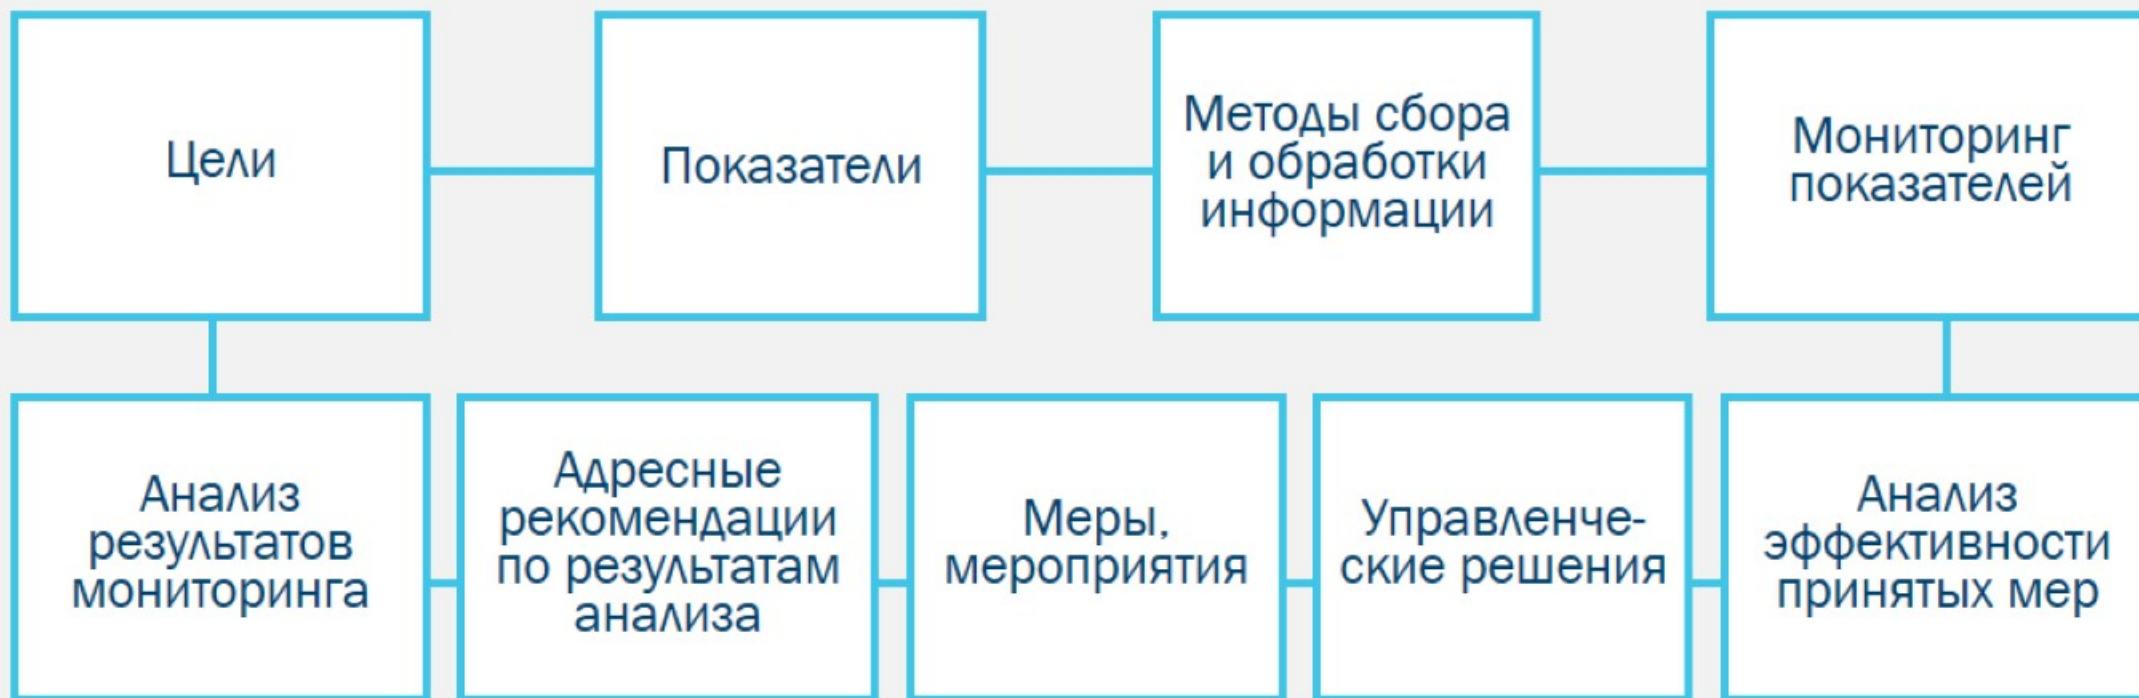 Цели
Показатели
Методы сбора
и обработки
информации
Мониторинг
показателей
Анализ
результатов
мониторинга
Адресные
рекомендации
по результатам
анализа
Меры,
мероприятия
Управленче-
ские решения
Анализ
эффективности
принятых мер